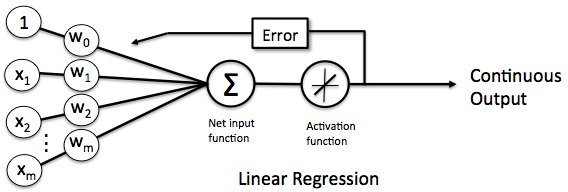 1
w0
Error
x1
w1
Σ
Continuous
Output
x2
w2
Net input
function
Activation
function
⋮
wm
xm
Linear Regression